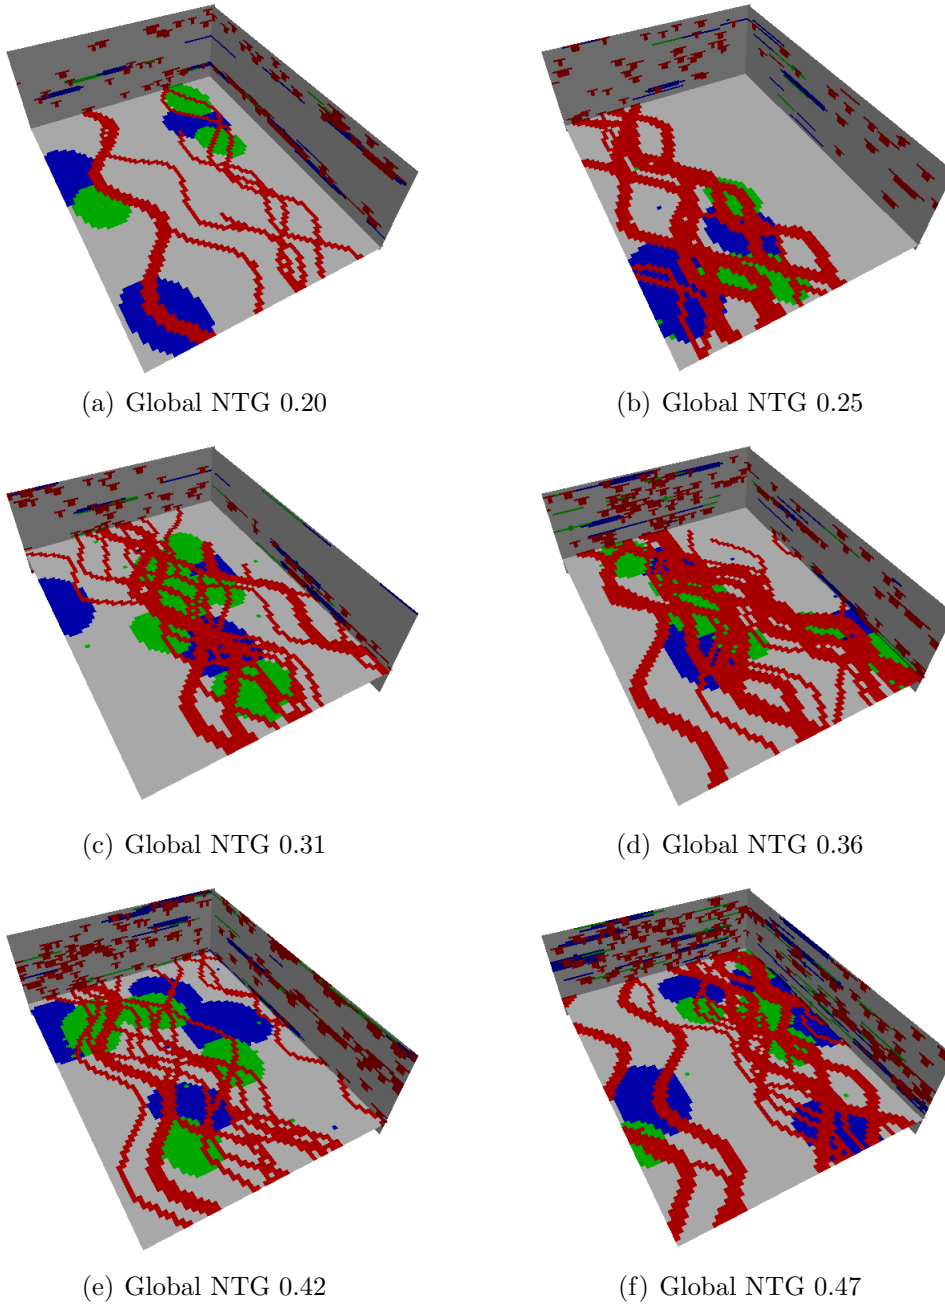 (a) Global NTG 0.20
(b) Global NTG 0.25
(c) Global NTG 0.31
(d) Global NTG 0.36
(e) Global NTG 0.42
(f) Global NTG 0.47